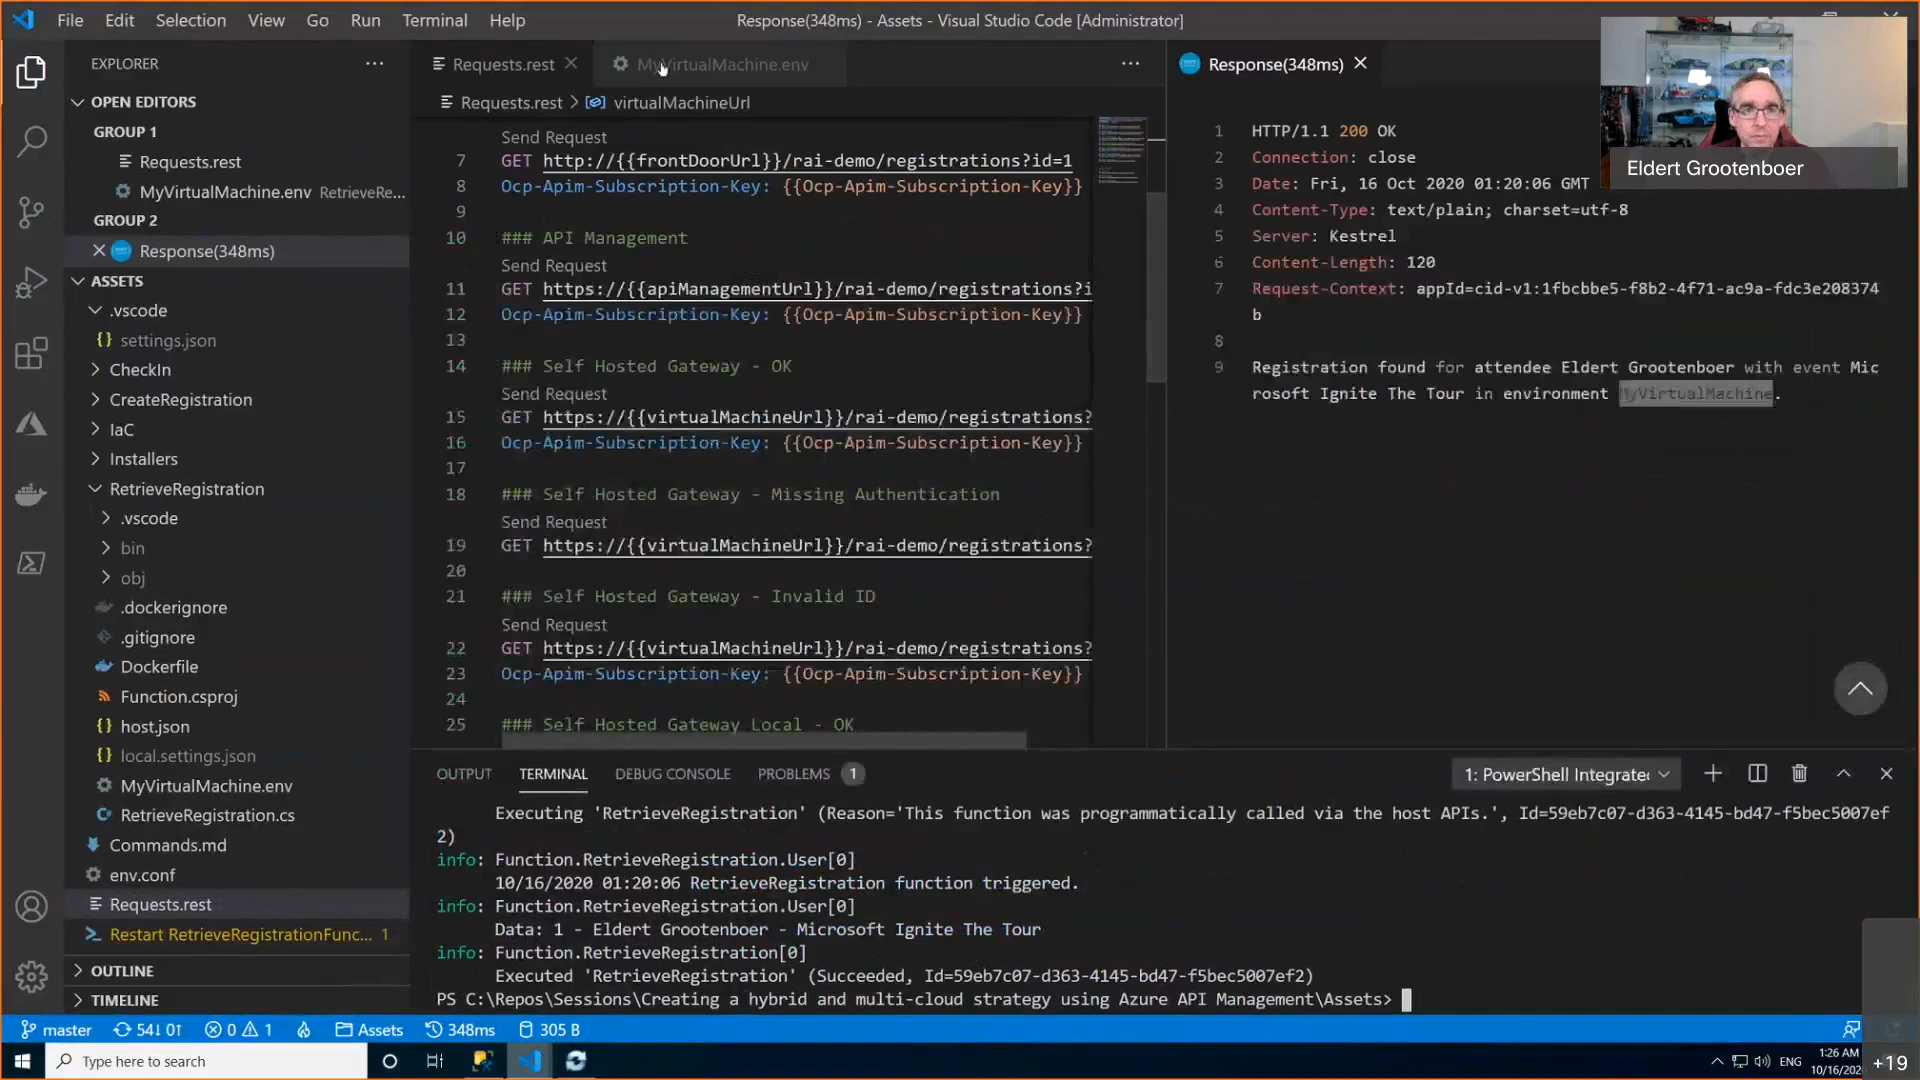 File Edit Selection View Go Run Terminal Help
Response(348ms) - Assets - Visual Studio Code [Administrator]
EXPLORER
OPEN EDITORS
GROUP 1
Requests.rest
MyVirtualMachine.env RetrieveRe...
GROUP 2
Response(348ms)
ASSETS
.vscode
settings.json
CheckIn
CreateRegistration
IaC
Installers
RetrieveRegistration
.vscode
bin
obj
.dockerignore
.gitignore
Dockerfile
Function.csproj
host.json
local.settings.json
MyVirtualMachine.env
RetrieveRegistration.cs
Commands.md
env.conf
Requests.rest
Restart RetrieveRegistrationFunc... 1
OUTLINE
TIMELINE
Requests.rest
MyVirtualMachine.env
Requests.rest > virtualMachineUrl
Send Request
7 GET http://{{frontDoorUrl}}/rai-demo/registrations?id=1
8 Ocp-Apim-Subscription-Key: {{Ocp-Apim-Subscription-Key}}
9
10 ### API Management
Send Request
11 GET https://{{apiManagementUrl}}/rai-demo/registrations?i
12 Ocp-Apim-Subscription-Key: {{Ocp-Apim-Subscription-Key}}
13
14 ### Self Hosted Gateway - OK
Send Request
15 GET https://{{virtualMachineUrl}}/rai-demo/registrations?
16 Ocp-Apim-Subscription-Key: {{Ocp-Apim-Subscription-Key}}
17
18 ### Self Hosted Gateway - Missing Authentication
Send Request
19 GET https://{{virtualMachineUrl}}/rai-demo/registrations?
20
21 ### Self Hosted Gateway - Invalid ID
Send Request
22 GET https://{{virtualMachineUrl}}/rai-demo/registrations?
23 Ocp-Apim-Subscription-Key: {{Ocp-Apim-Subscription-Key}}
24
25 ### Self Hosted Gateway Local - OK
Response(348ms)
1 HTTP/1.1 200 OK
2 Connection: close
3 Date: Fri, 16 Oct 2020 01:20:06 GMT
4 Content-Type: text/plain; charset=utf-8
5 Server: Kestrel
6 Content-Length: 120
7 Request-Context: appId=cid-v1:1fbcbbe5-f8b2-4f71-ac9a-fdc3e208374
b
8
9 Registration found for attendee Eldert Grootenboer with event Mic
rosoft Ignite The Tour in environment MyVirtualMachine.
Eldert Grootenboer
OUTPUT TERMINAL DEBUG CONSOLE PROBLEMS 1
1: PowerShell Integrate
Executing 'RetrieveRegistration' (Reason='This function was programmatically called via the host APIs.', Id=59eb7c07-d363-4145-bd47-f5bec5007ef
2)
info: Function.RetrieveRegistration.User[0]
10/16/2020 01:20:06 RetrieveRegistration function triggered.
info: Function.RetrieveRegistration.User[0]
Data: 1 - Eldert Grootenboer - Microsoft Ignite The Tour
info: Function.RetrieveRegistration[0]
Executed 'RetrieveRegistration' (Succeeded, Id=59eb7c07-d363-4145-bd47-f5bec5007ef2)
PS C:\Repos\Sessions\Creating a hybrid and multi-cloud strategy using Azure API Management\Assets>
master 54↓ 0↑ 0 1 Assets 348ms 305 B
Type here to search
ENG
1:26 AM
10/16/202
+19